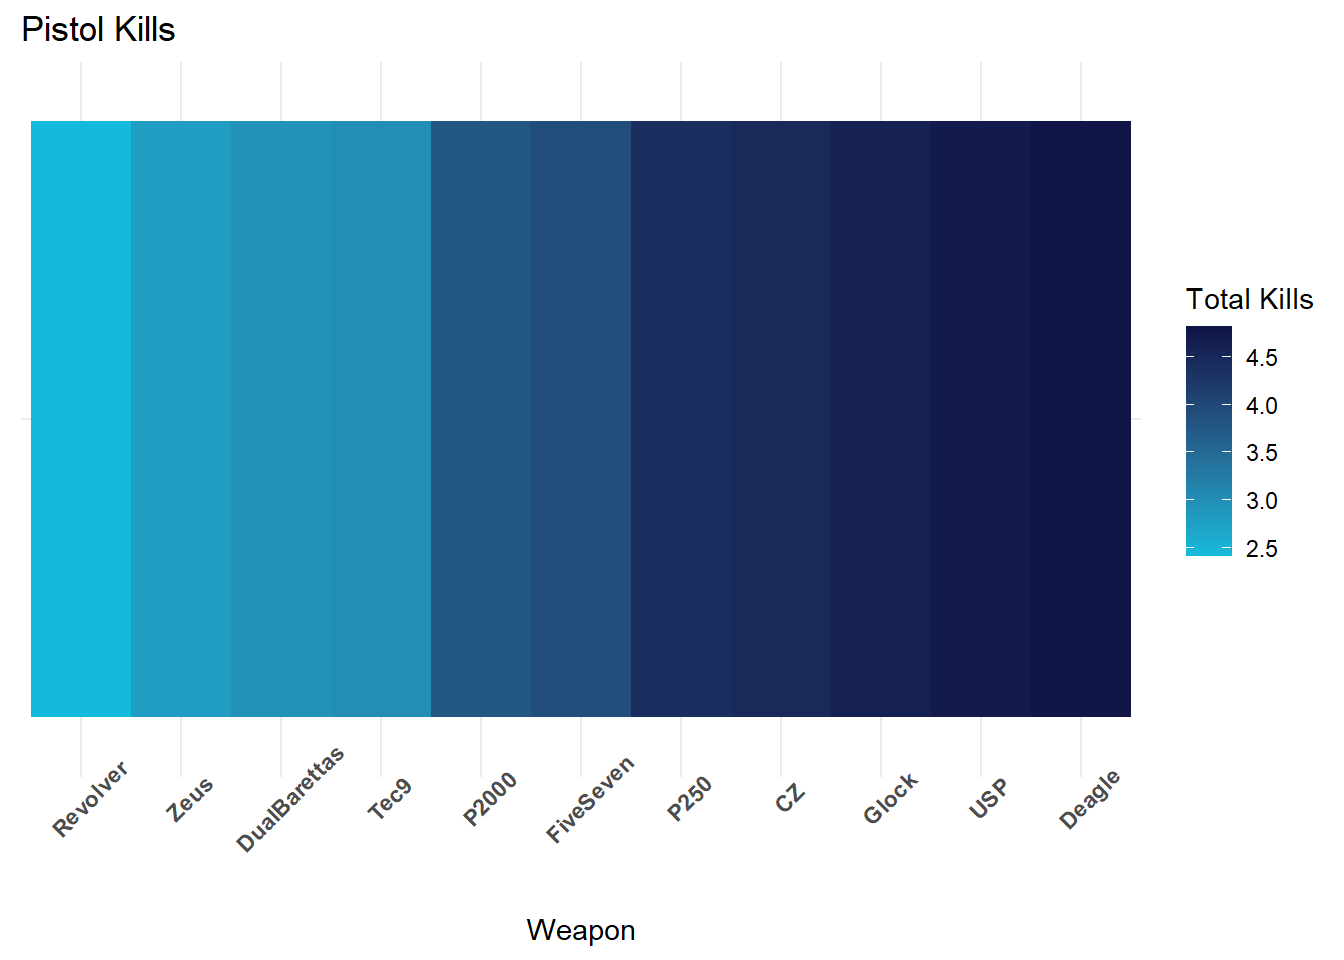 Pistol Kills
Total Kills
4.5
4.0
3.5
3.0
2.5
Revolver
Zeus
DualBarettas
Tec9
P2000
FiveSeven
P250
CZ
Glock
USP
Deagle
Weapon